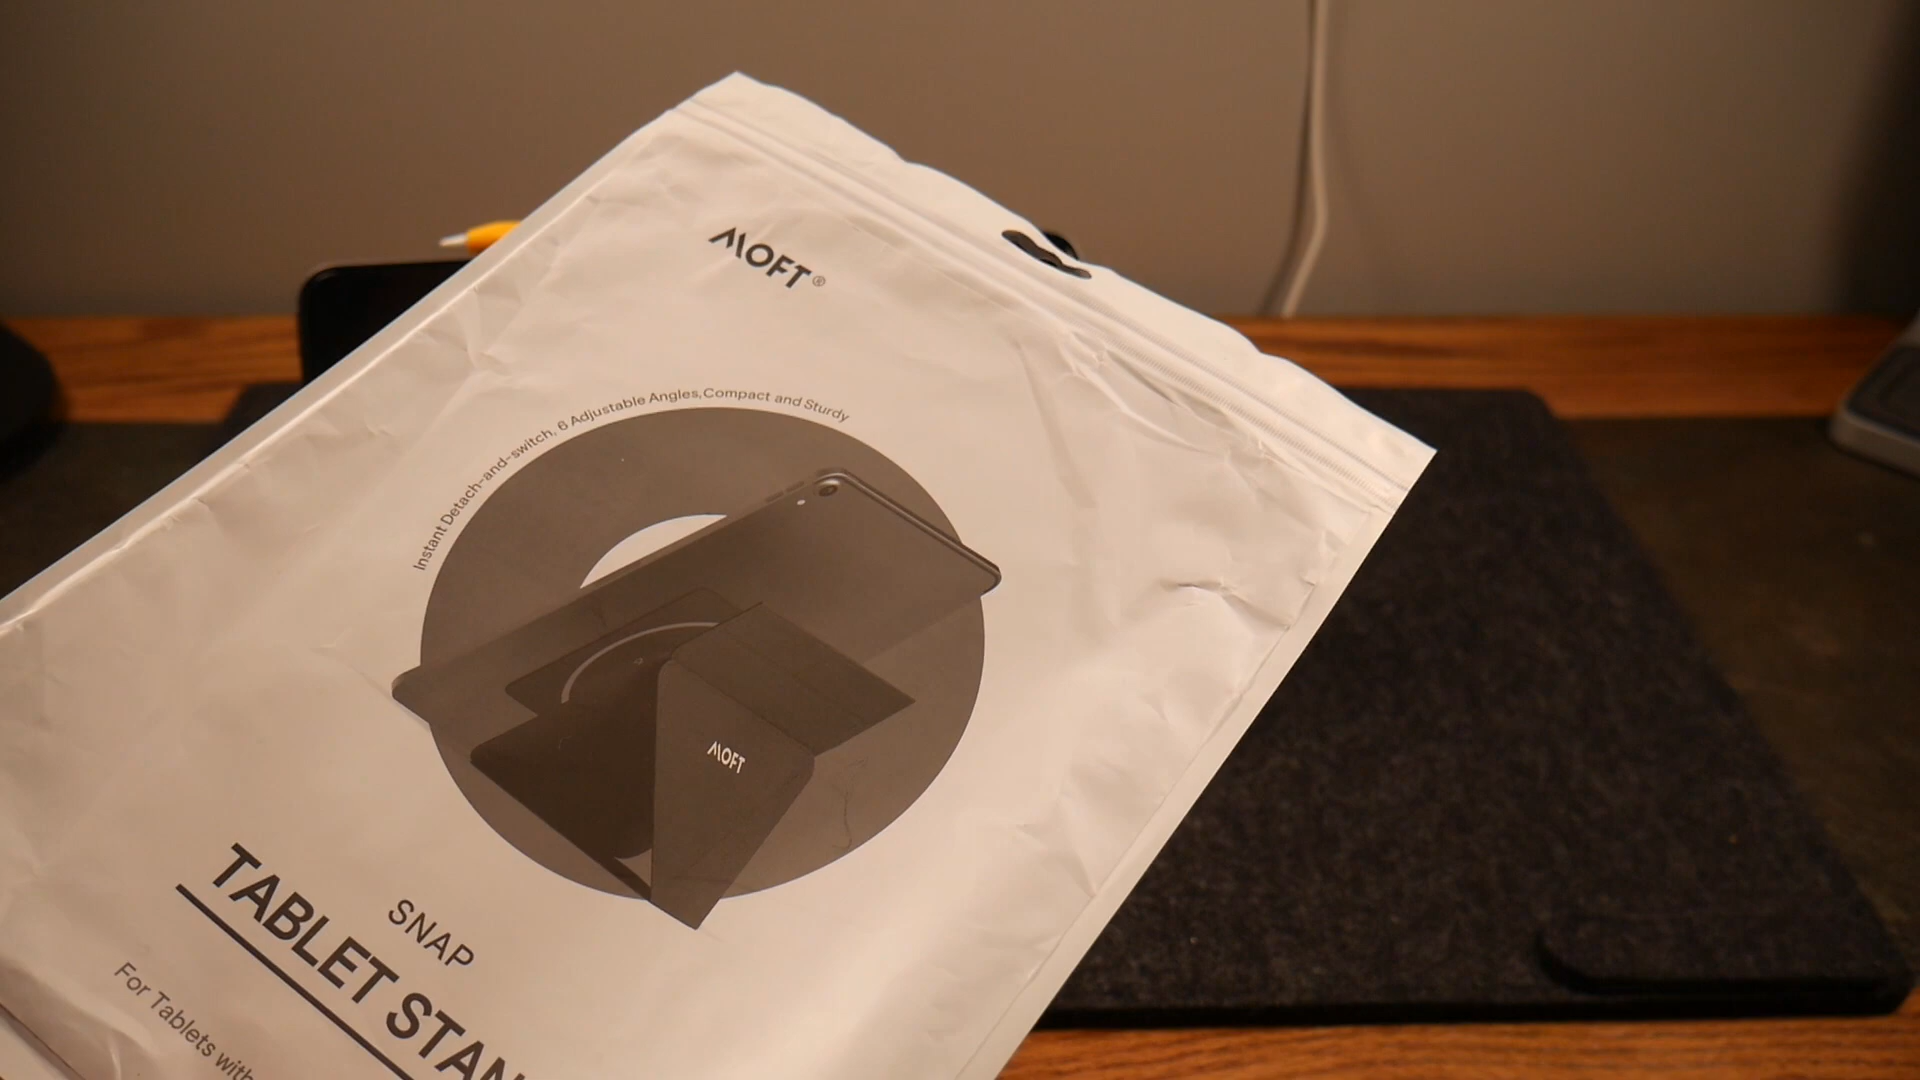 MOFT®
Instant Detach-and-switch, 6 Adjustable Angles, Compact and Sturdy
MOFT
SNAP
TABLET STAN
For Tablets with